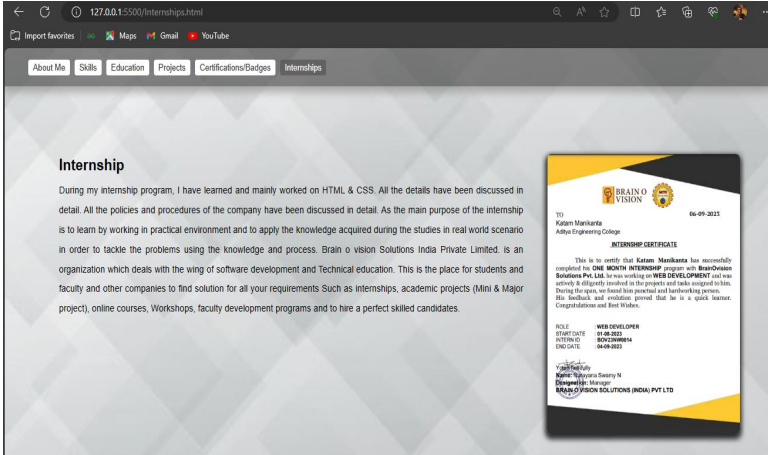 127.0.0.1:5500/Internships.html
Import favorites
Maps
Gmail
YouTube
About Me
Skills
Education
Projects
Certifications/Badges
Internships
Internship
During my internship program, I have learned and mainly worked on HTML & CSS. All the details have been discussed in
detail. All the policies and procedures of the company have been discussed in detail. As the main purpose of the internship
is to learn by working in practical environment and to apply the knowledge acquired during the studies in real world scenario
in order to tackle the problems using the knowledge and process. Brain o vision Solutions India Private Limited. is an
organization which deals with the wing of software development and Technical education. This is the place for students and
faculty and other companies to find solution for all your requirements Such as internships, academic projects (Mini & Major
project), online courses, Workshops, faculty development programs and to hire a perfect skilled candidates.
BRAIN O
VISION
TO
06-09-2023
Katam Manikanta
Aditya Engineering College
INTERNSHIP CERTIFICATE
This is to certify that Katam Manikanta has successfully
completed his ONE MONTH INTERNSHIP program with BrainOvision
Solutions Pvt. Ltd. he was working on WEB DEVELOPMENT and was
actively & diligently involved in the projects and tasks assigned to him.
During the span, we found him punctual and hardworking person.
His feedback and evolution proved that he is a quick learner.
Congratulations and Best Wishes.
ROLE : WEB DEVELOPER
START DATE : 01-08-2023
INTERN ID : BOV23NW0014
END DATE : 04-09-2023
Name: Narayana Swamy N
Designation: Manager
BRAIN O VISION SOLUTIONS (INDIA) PVT LTD